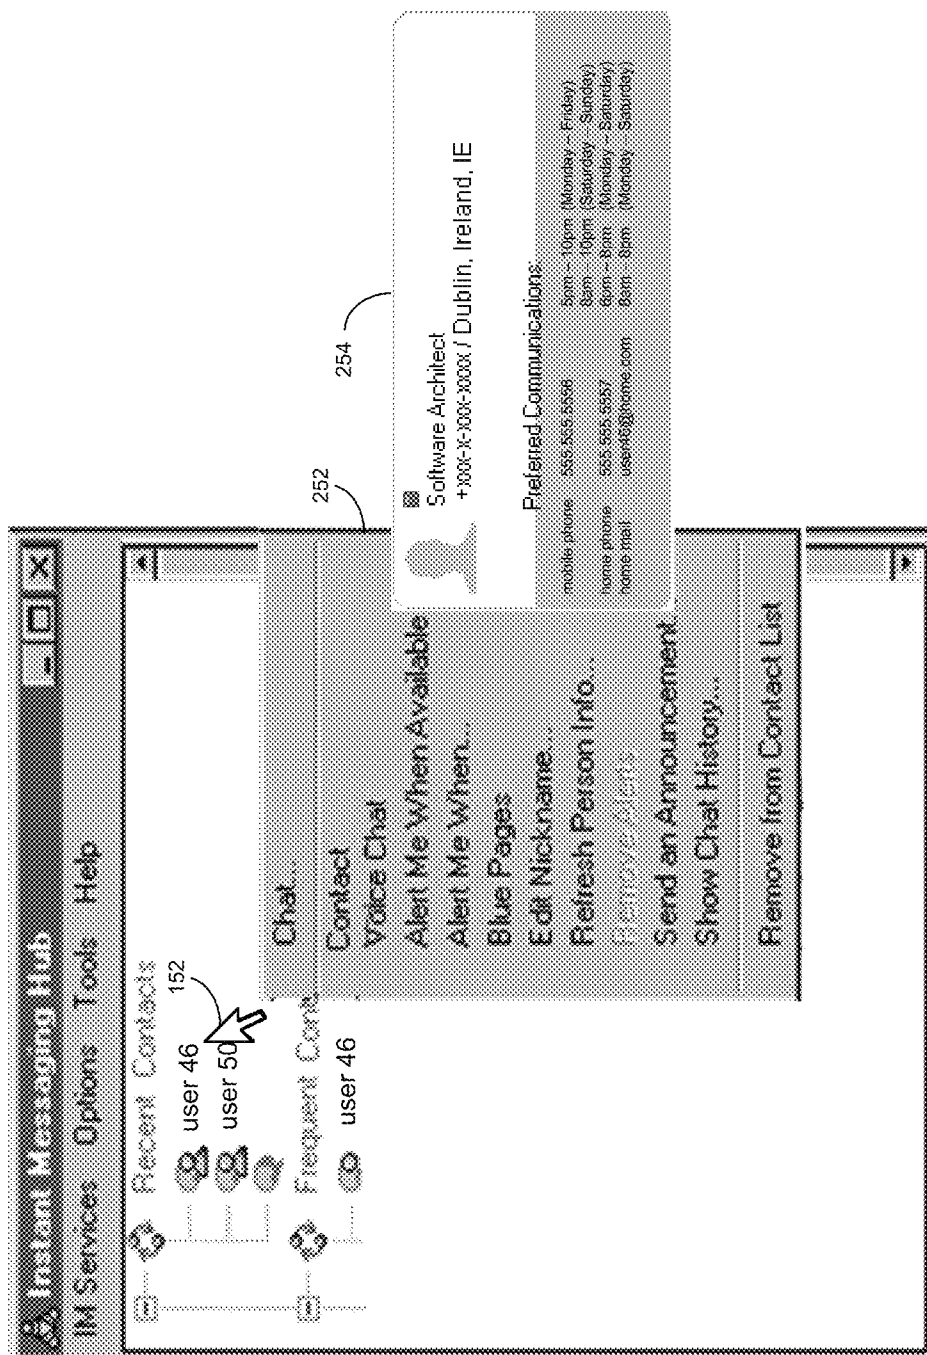 Instant Messaging Hub
IM Services Options Tools Help
Recent Contacts
152
user 46
user 50
Frequent Cont
user 46
252
Chat...
Contact
Voice Chat
Alert Me When Available
Alert Me When...
Blue Pages
Edit Nickname...
Refresh Person Info...
Remove Alerts
Send an Announcement
Show Chat History...
Remove from Contact List
254
Software Architect
+xxx-x-xxx-xxxx / Dublin, Ireland, IE
Preferred Communications:
mobile phone 555.555.5556 5pm – 10pm (Monday – Friday)
8am 10pm (Saturday – Sunday)
home phone 555.555.5557 6pm – 8pm (Monday – Saturday)
home mail user46@home.com 8am 8pm (Monday Saturday)